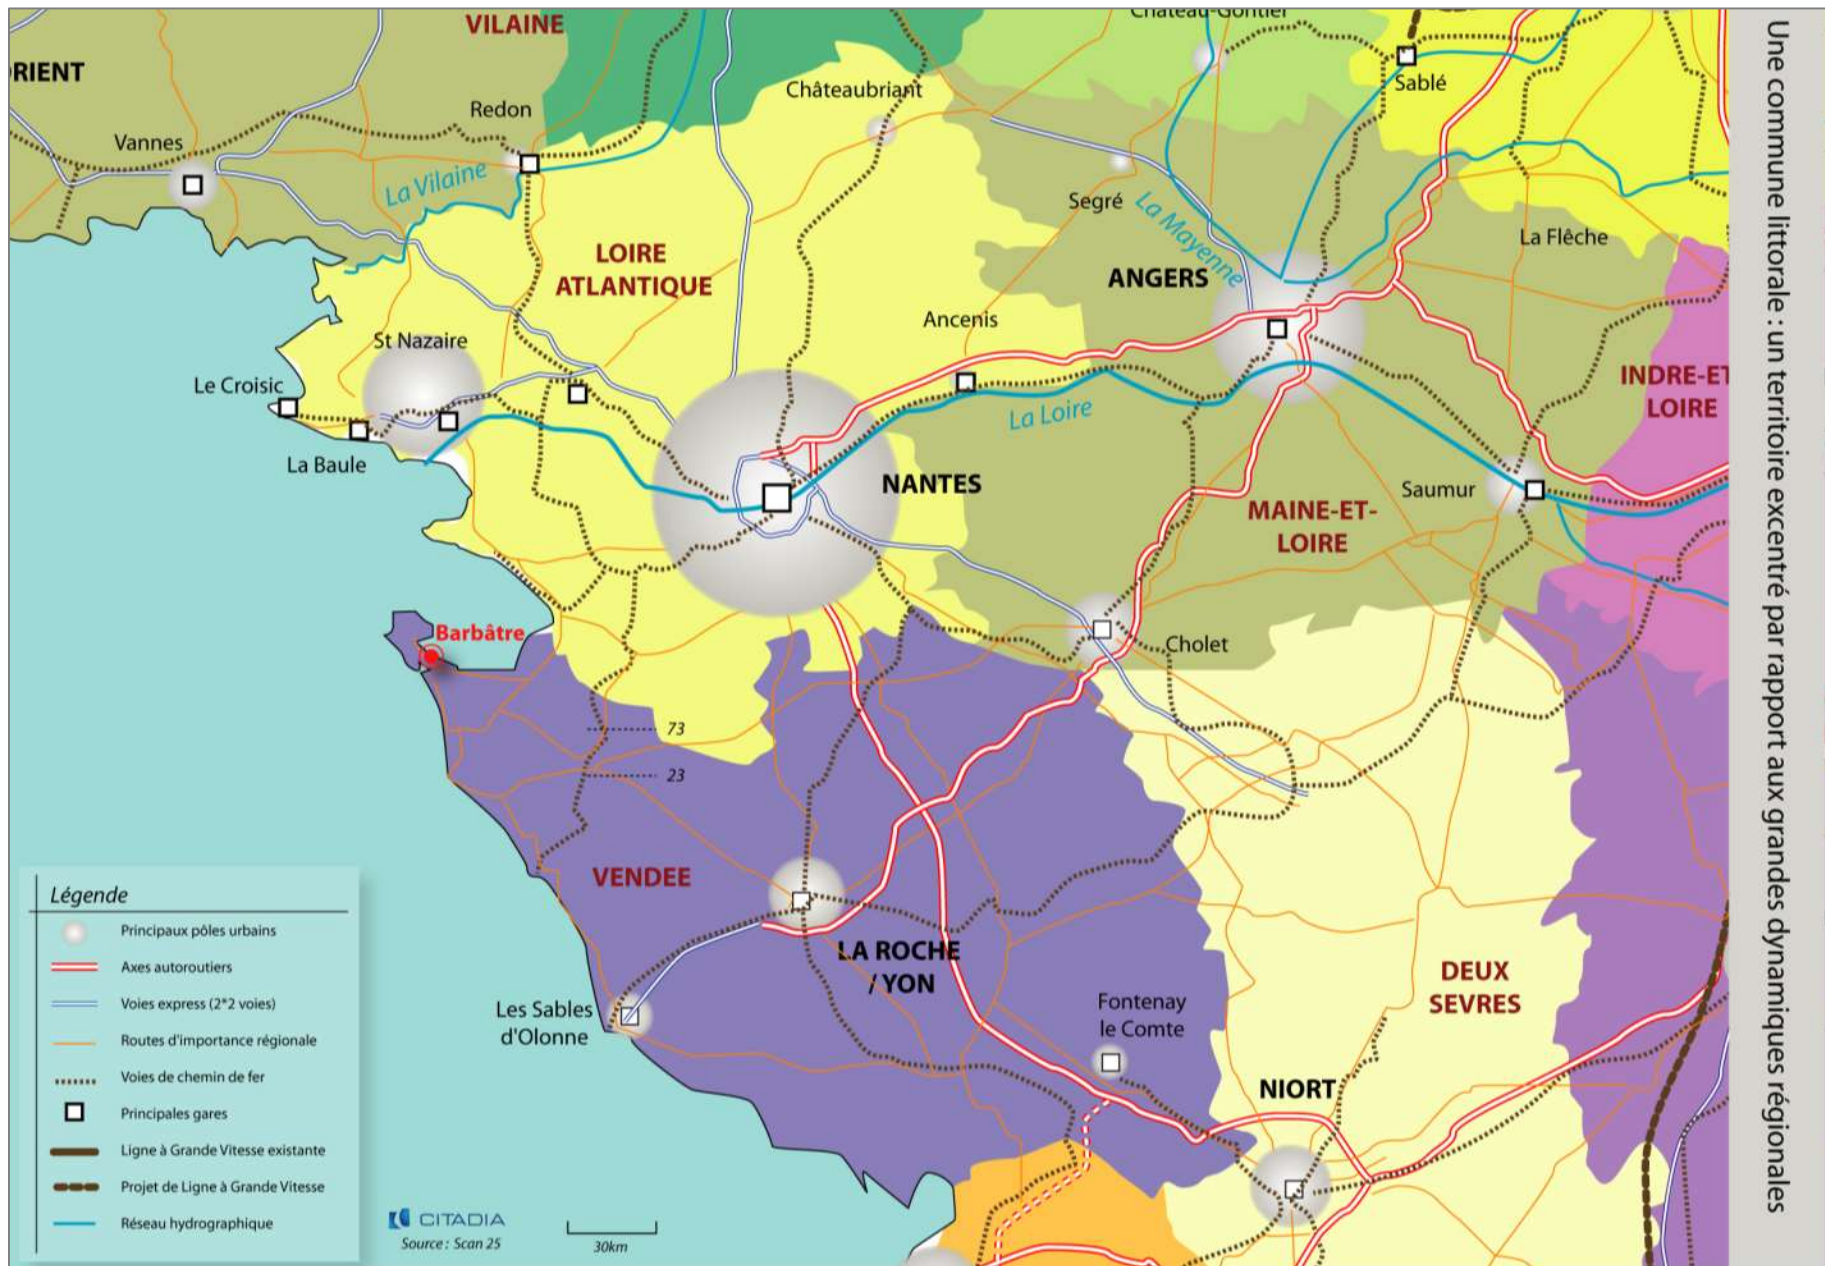 Une commune littorale : un territoire excentré par rapport aux grandes dynamiques régionales
VILAINE
Château-Gontier
RIENT
Châteaubriant
Sablé
Redon
Vannes
La Vilaine
Segré
La Mayenne
La Flêche
LOIRE
ATLANTIQUE
ANGERS
Ancenis
St Nazaire
Le Croisic
INDRE-ET
LOIRE
La Loire
La Baule
NANTES
Saumur
MAINE-ET-
LOIRE
Barbâtre
Cholet
73
23
VENDEE
LA ROCHE
/ YON
DEUX
SEVRES
Les Sables
d'Olonne
Fontenay
le Comte
NIORT
Légende
Principaux pôles urbains
Axes autoroutiers
Voies express (2*2 voies)
Routes d'importance régionale
Voies de chemin de fer
Principales gares
Ligne à Grande Vitesse existante
Projet de Ligne à Grande Vitesse
Réseau hydrographique
CITADIA
Source : Scan 25
30km